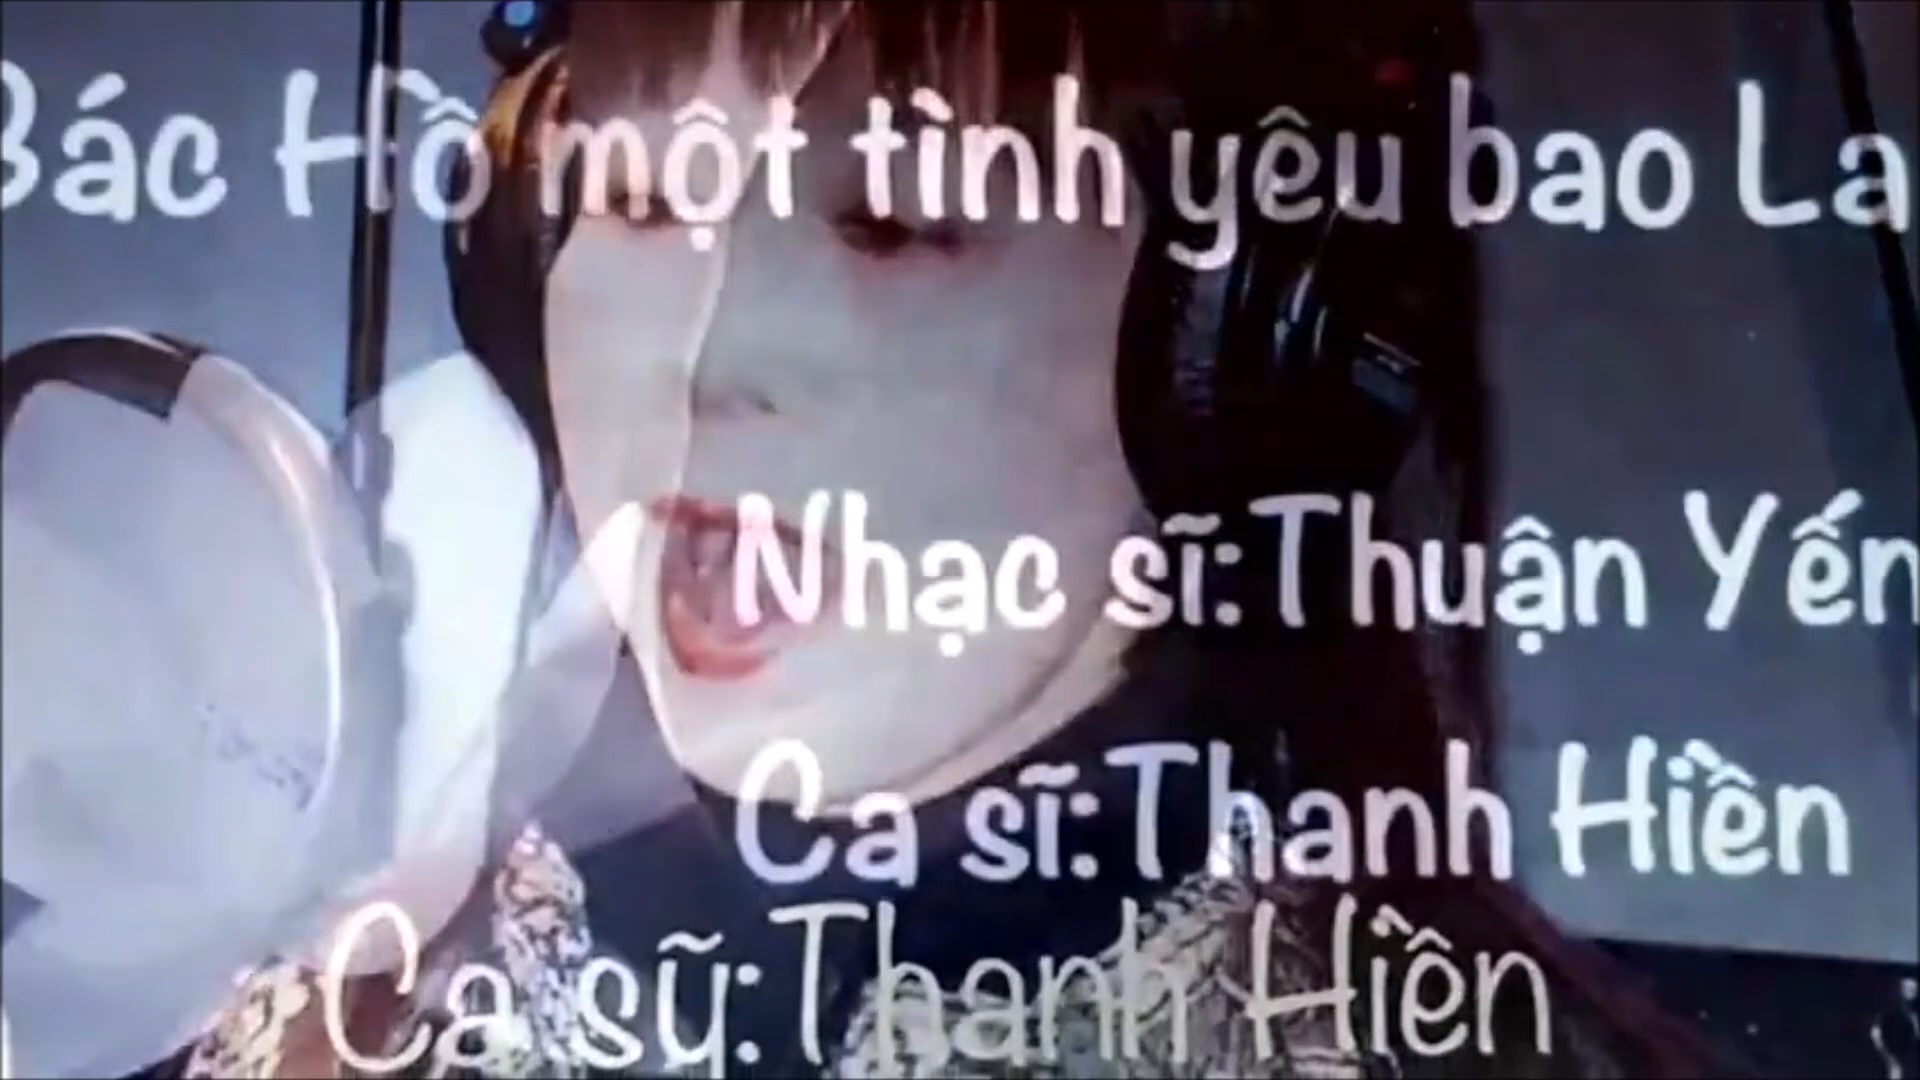 Bác Hồ một tình yêu bao La
Nhạc sĩ:Thuận Yến
Ca sĩ:Thanh Hiền
Ca sỹ:Thanh Hiền